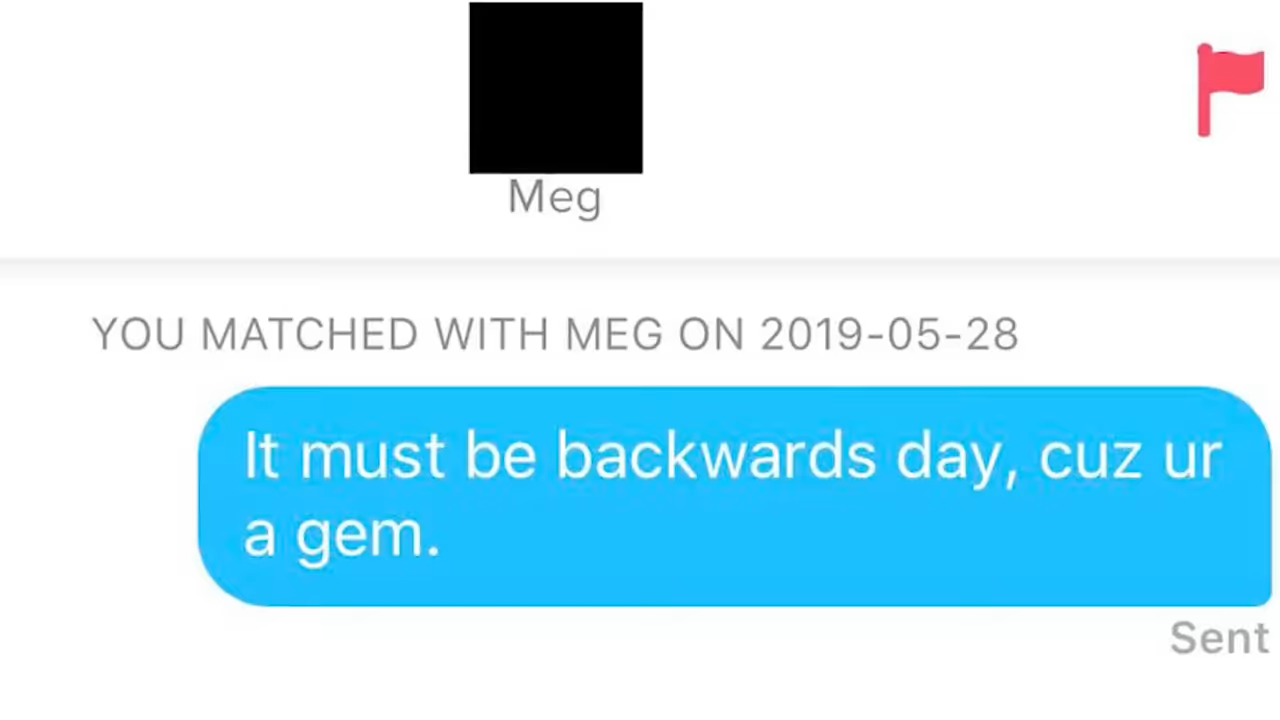 Meg
YOU MATCHED WITH MEG ON 2019-05-28
It must be backwards day, cuz ur
a gem.
Sent